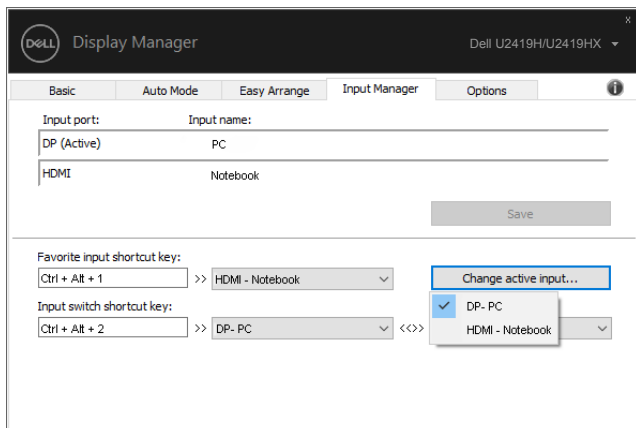 x
DELL Display Manager Dell U2419H/U2419HX
Basic Auto Mode Easy Arrange Input Manager Options i
Input port: Input name:
DP (Active) PC
HDMI Notebook
Save
Favorite input shortcut key:
Ctrl + Alt + 1 >> HDMI - Notebook Change active input...
DP- PC
Input switch shortcut key:
HDMI - Notebook
Ctrl + Alt + 2 >> DP- PC <<>>